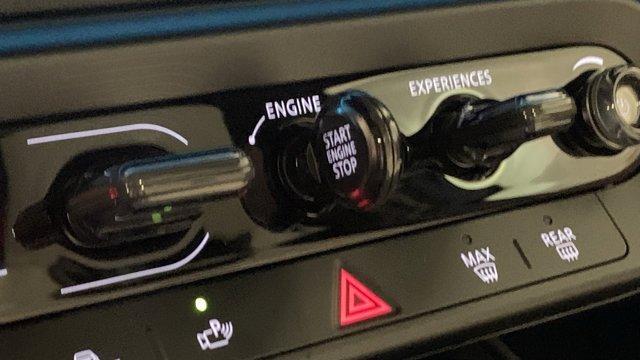 EXPERIENCES
ENGINE
START
ENGINE
STOP
MAX
REAR
P